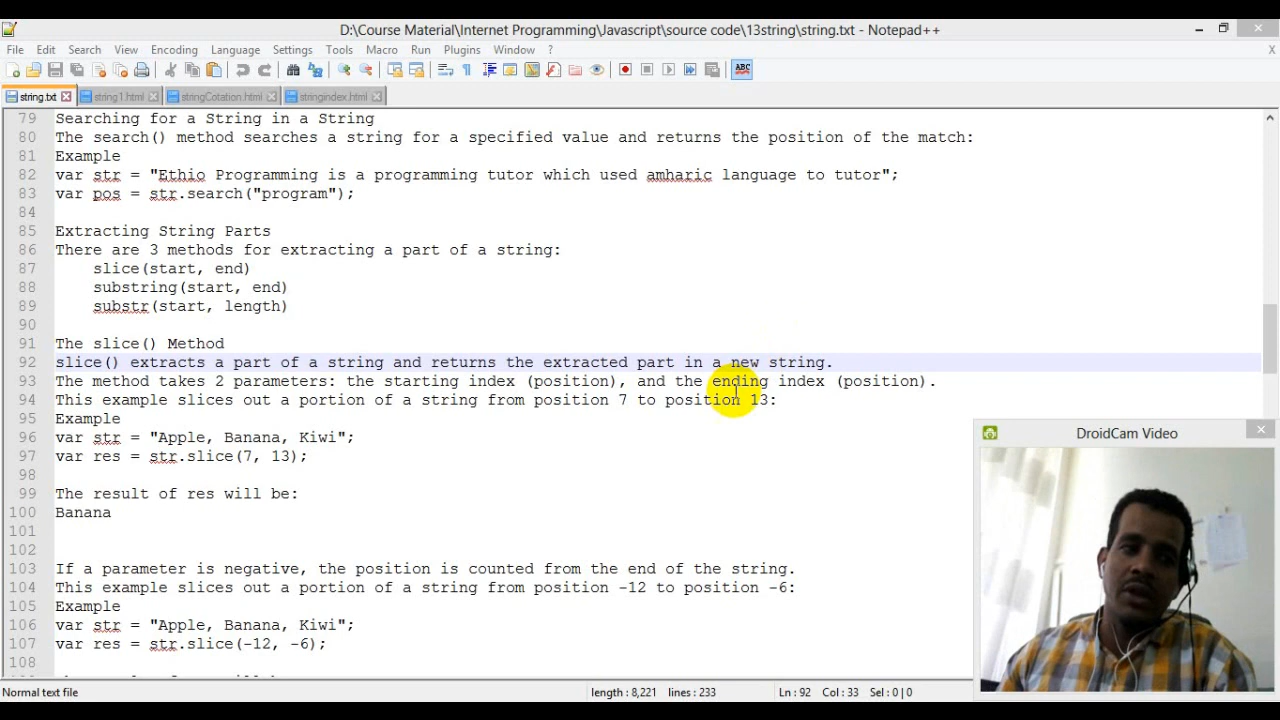 D:\Course Material\Internet Programming\Javascript\source code\13string\string.txt - Notepad++
File Edit Search View Encoding Language Settings Tools Macro Run Plugins Window ?
string.txt string1.html stringCotation.html stringindex.html
79 Searching for a String in a String
80 The search() method searches a string for a specified value and returns the position of the match:
81 Example
82 var str = "Ethio Programming is a programming tutor which used amharic language to tutor";
83 var pos = str.search("program");
84
85 Extracting String Parts
86 There are 3 methods for extracting a part of a string:
87 slice(start, end)
88 substring(start, end)
89 substr(start, length)
90
91 The slice() Method
92 slice() extracts a part of a string and returns the extracted part in a new string.
93 The method takes 2 parameters: the starting index (position), and the ending index (position).
94 This example slices out a portion of a string from position 7 to position 13:
95 Example
96 var str = "Apple, Banana, Kiwi";
97 var res = str.slice(7, 13);
98
99 The result of res will be:
100 Banana
101
102
103 If a parameter is negative, the position is counted from the end of the string.
104 This example slices out a portion of a string from position -12 to position -6:
105 Example
106 var str = "Apple, Banana, Kiwi";
107 var res = str.slice(-12, -6);
108
DroidCam Video
Normal text file length : 8,221 lines : 233 Ln : 92 Col : 33 Sel : 0 | 0